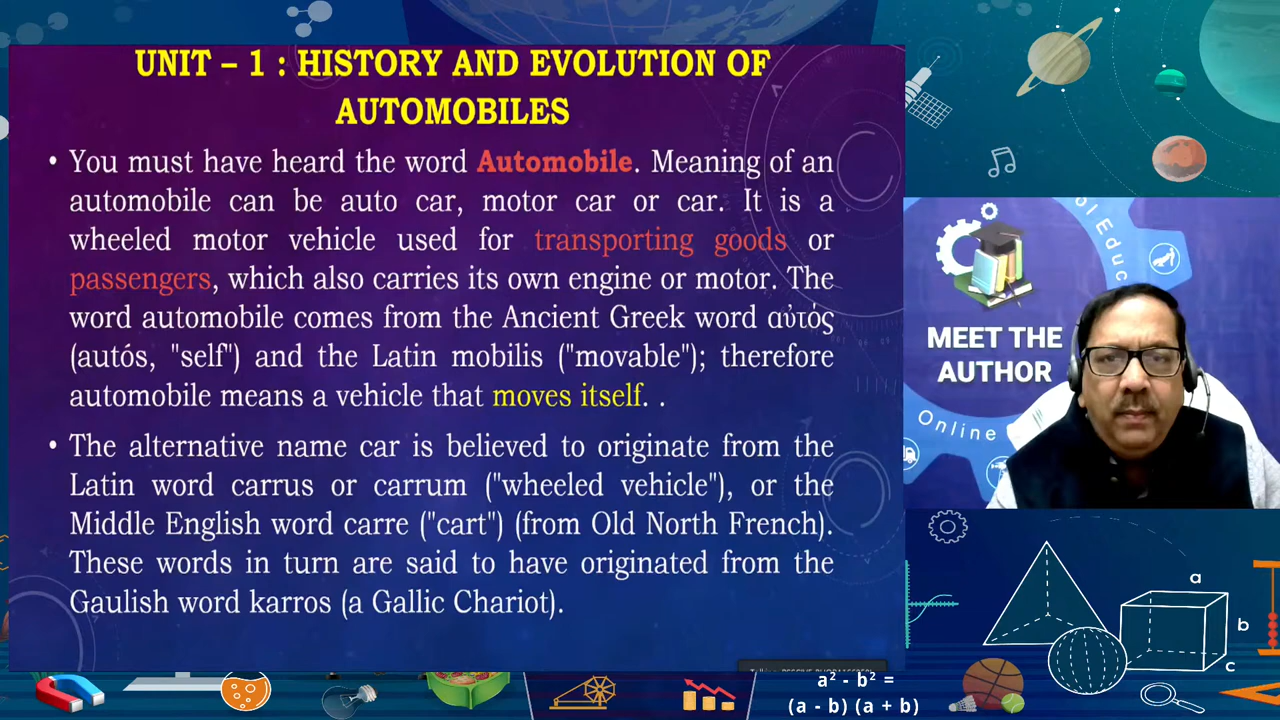 UNIT – 1 : HISTORY AND EVOLUTION OF
AUTOMOBILES
• You must have heard the word Automobile. Meaning of an
automobile can be auto car, motor car or car. It is a
wheeled motor vehicle used for transporting goods or
passengers, which also carries its own engine or motor. The
word automobile comes from the Ancient Greek word αὐτός
(autós, "self") and the Latin mobilis ("movable"); therefore
automobile means a vehicle that moves itself. .
• The alternative name car is believed to originate from the
Latin word carrus or carrum ("wheeled vehicle"), or the
Middle English word carre ("cart") (from Old North French).
These words in turn are said to have originated from the
Gaulish word karros (a Gallic Chariot).
MEET THE
AUTHOR
Online
a
b
c
a² - b² =
(a - b) (a + b)